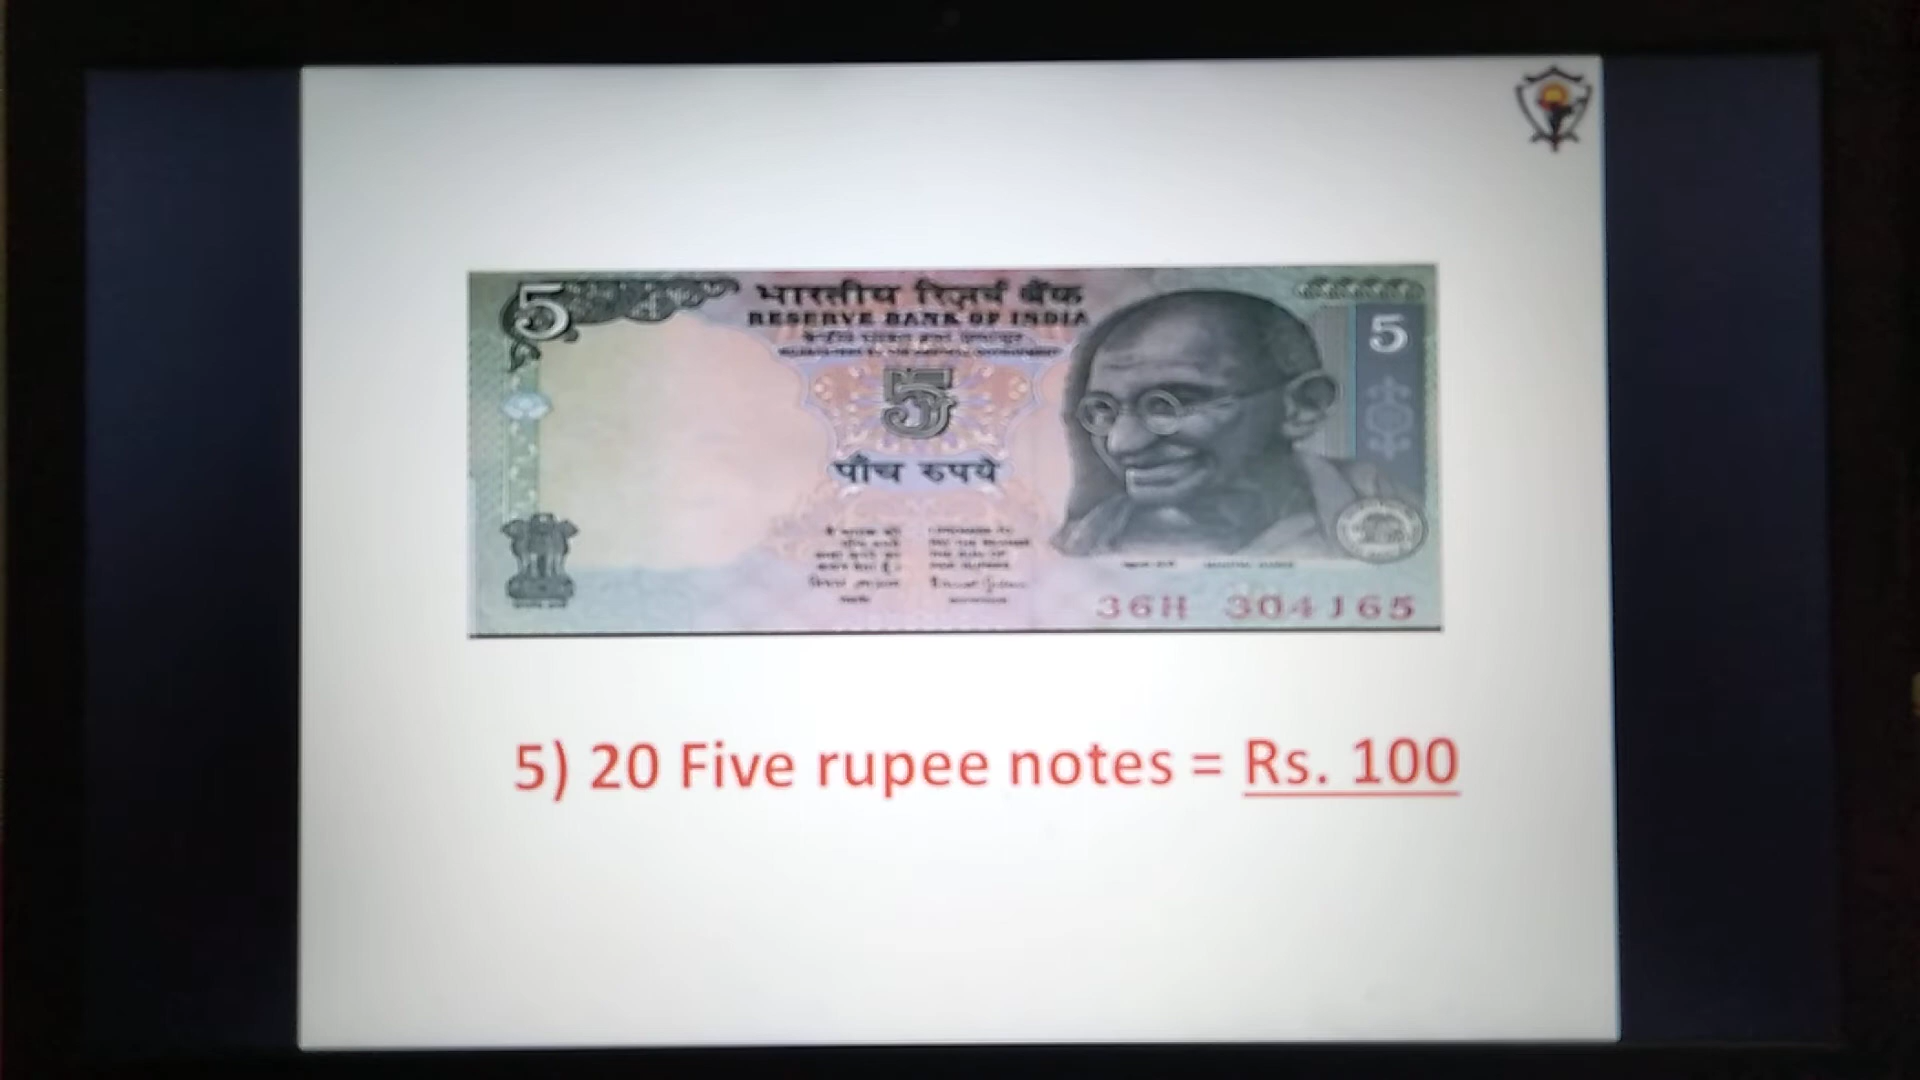 5
भारतीय रिज़र्व बैंक
RESERVE BANK OF INDIA
5
5
पाँच रुपये
36H 304165
5) 20 Five rupee notes = Rs. 100